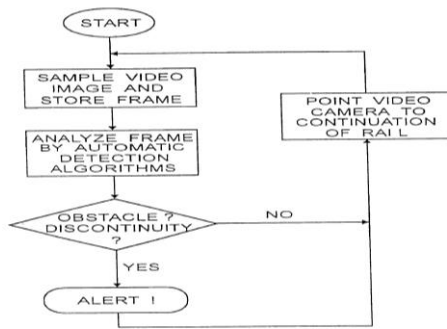 START
SAMPLE VIDEO
IMAGE AND
STORE FRAME
POINT VIDEO
CAMERA TO
CONTINUATION
OF RAIL
ANALYZE FRAME
BY AUTOMATIC
DETECTION
ALGORITHMS
OBSTACLE ?
DISCONTINUITY
?
NO
YES
ALERT !